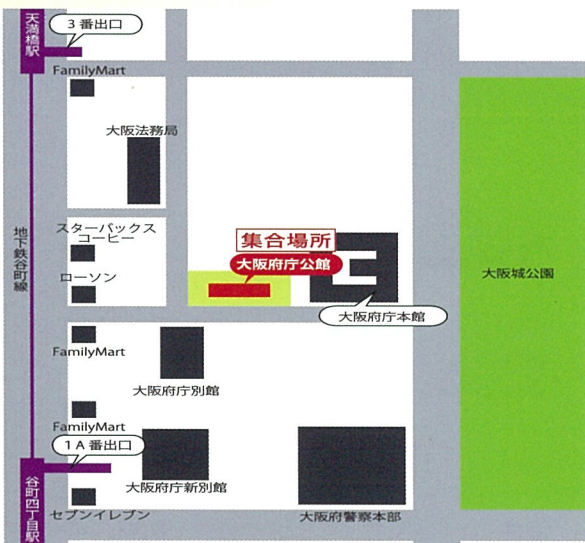 天満橋駅
3番出口
FamilyMart
大阪法務局
スターバックス
コーヒー
ローソン
地下鉄谷町線
集合場所
大阪府庁公館
大阪府庁本館
大阪城公園
FamilyMart
大阪府庁別館
FamilyMart
1A番出口
大阪府庁新別館
谷町四丁目駅
セブンイレブン
大阪府警察本部